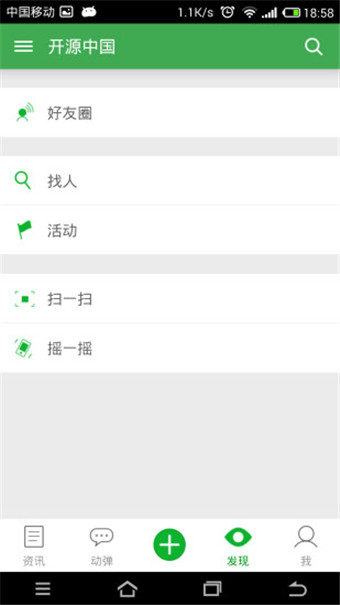 中国移动 1.1K/s 18:58
开源中国
好友圈
找人
活动
扫一扫
摇一摇
资讯 动弹 发现 我